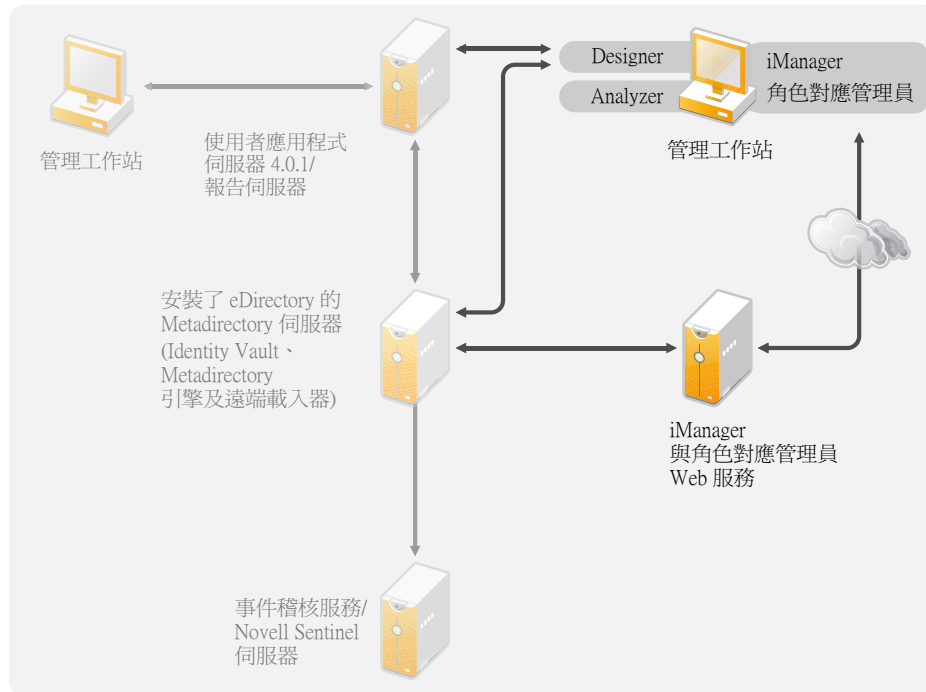 Designer
Analyzer
iManager
角色對應管理員
管理工作站
管理工作站
使用者應用程式
伺服器 4.0.1/
報告伺服器
安裝了 eDirectory 的
Metadirectory 伺服器
(Identity Vault、
Metadirectory
引擎及遠端載入器)
iManager
與角色對應管理員
Web 服務
事件稽核服務/
Novell Sentinel
伺服器